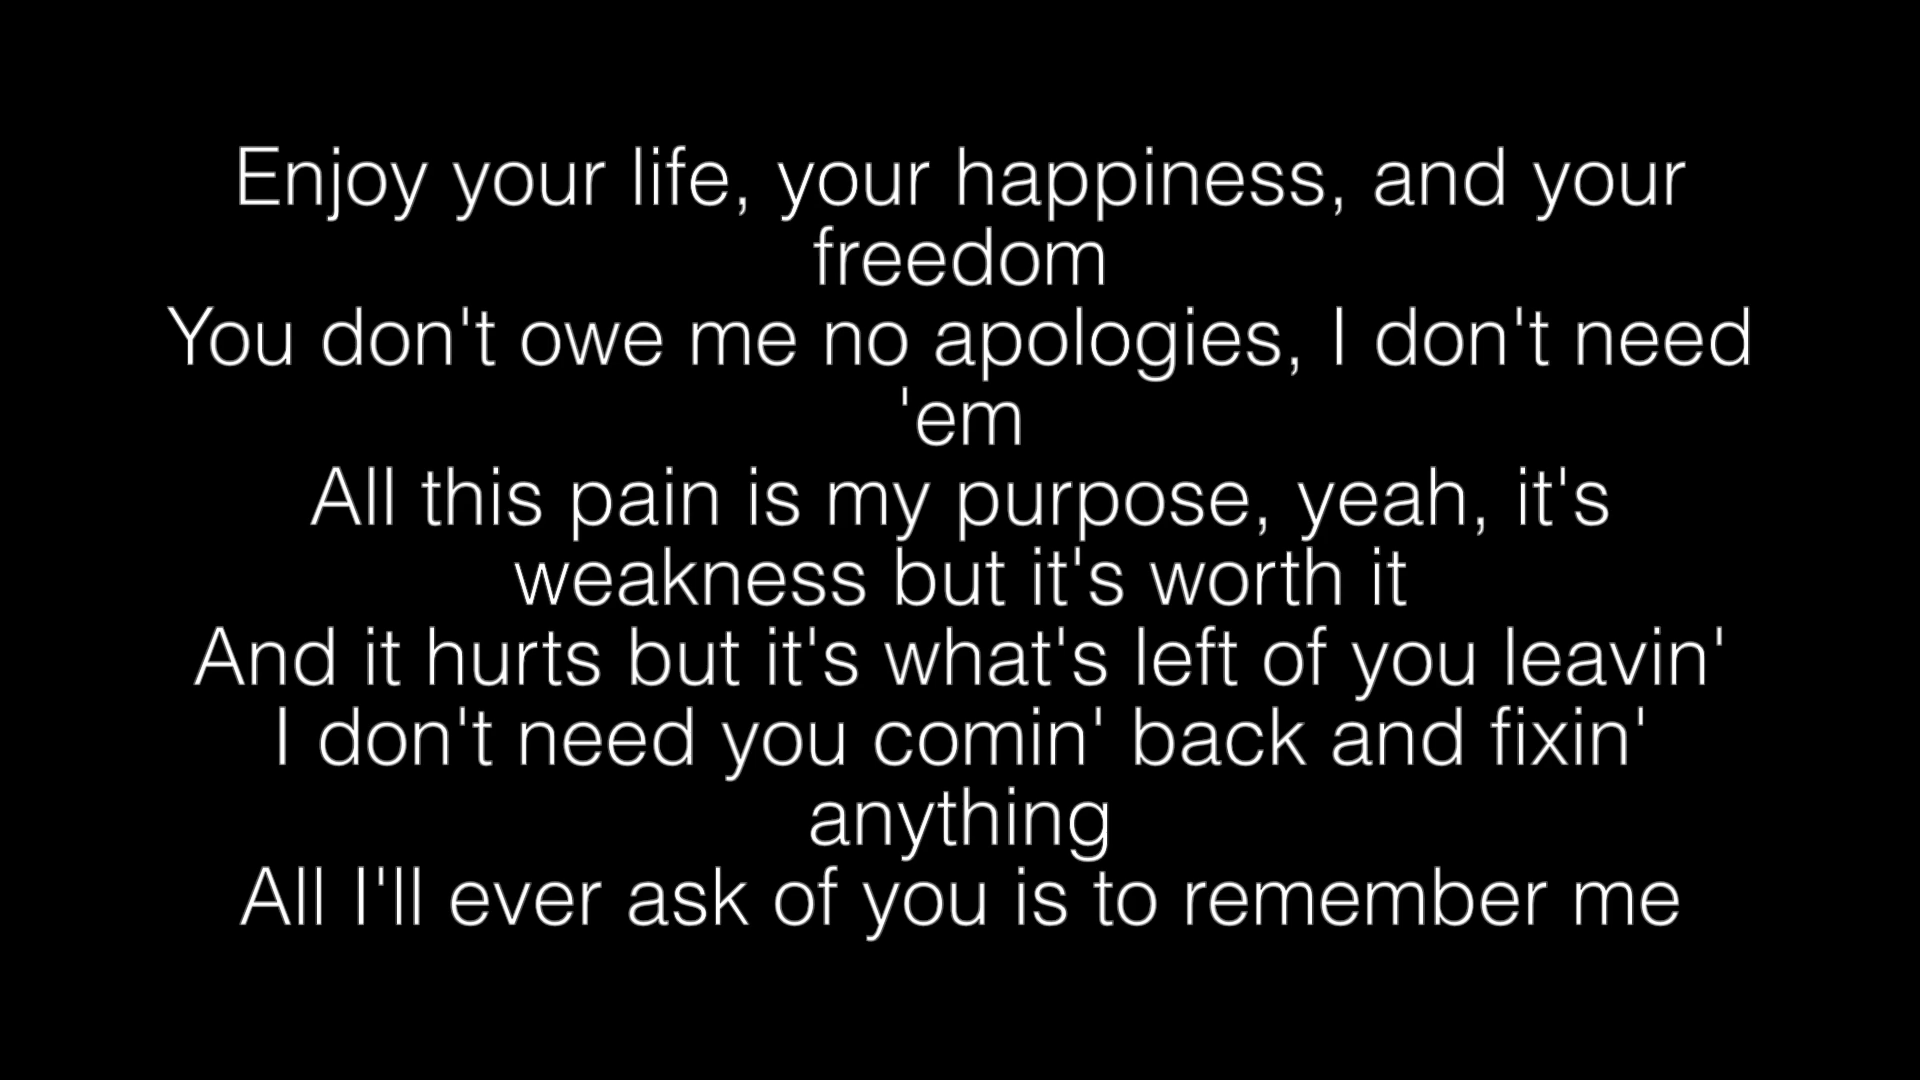 Enjoy your life, your happiness, and your
freedom
You don't owe me no apologies, I don't need
'em
All this pain is my purpose, yeah, it's
weakness but it's worth it
And it hurts but it's what's left of you leavin'
I don't need you comin' back and fixin'
anything
All I'll ever ask of you is to remember me